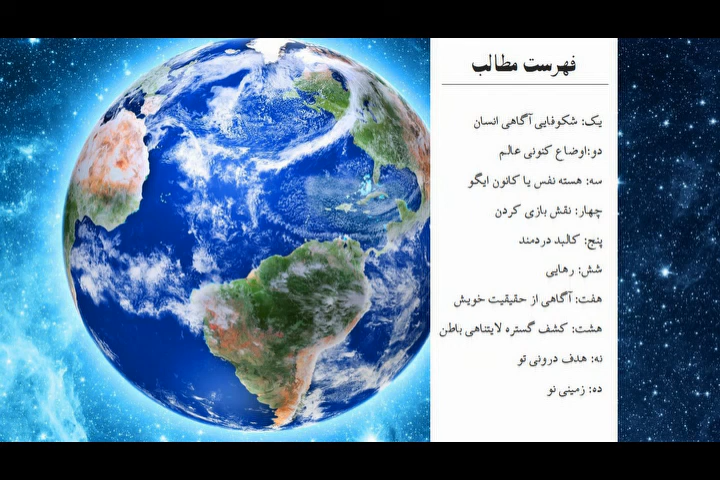 فهرست مطالب
یک: شکوفایی آگاهی انسان
دو:اوضاع کنونی عالم
سه: هسته نفس یا کانون ایگو
چهار: نقش بازی کردن
پنج: کالبد دردمند
شش: رهایی
هفت: آگاهی از حقیقیت خویش
هشت: کشف گستره لایتناهی باطن
نه: هدف درونی تو
ده: زمینی نو